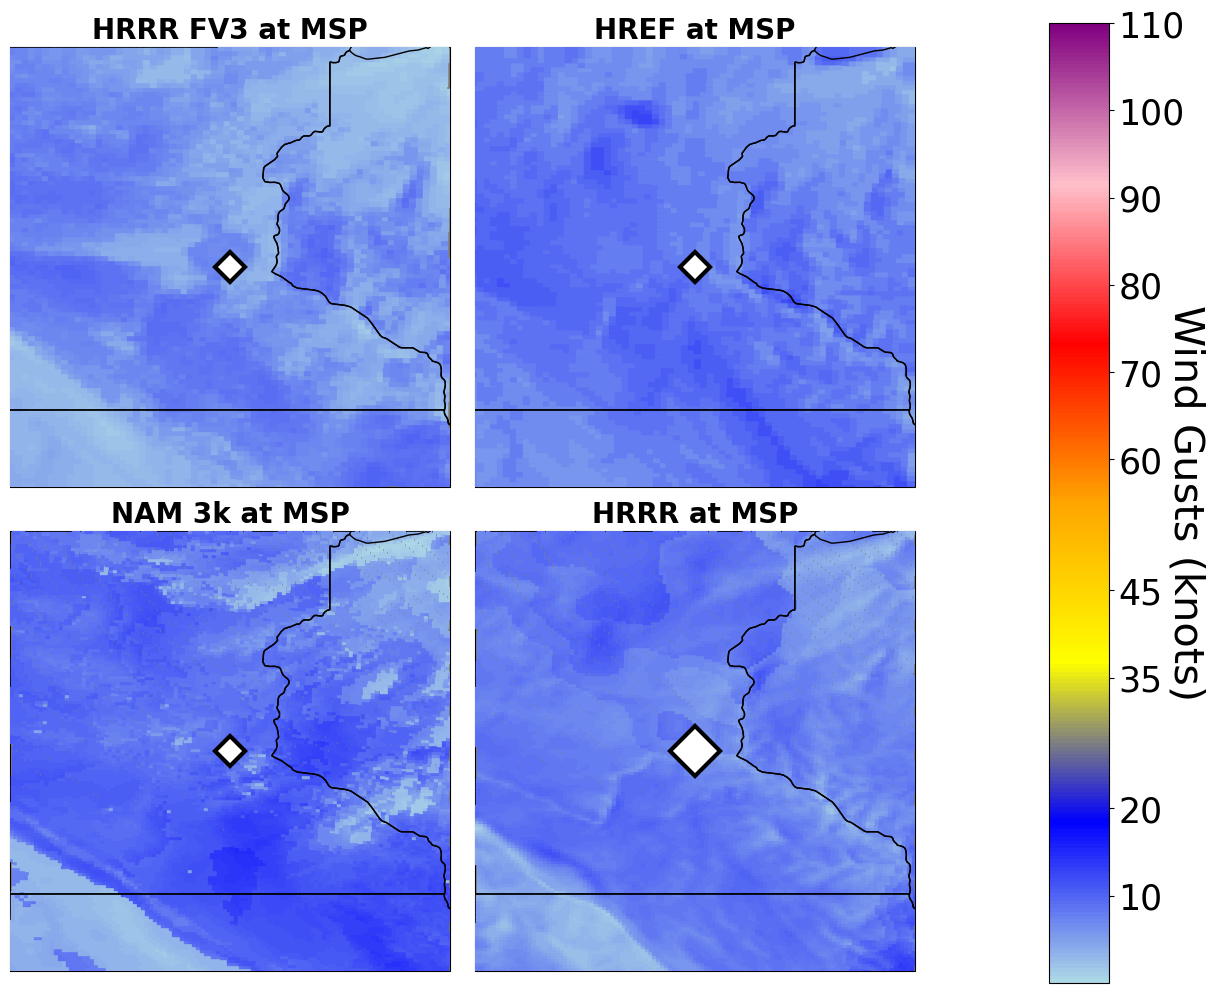 HRRR FV3 at MSP
HREF at MSP
NAM 3k at MSP
HRRR at MSP
110
100
90
80
70
60
45
35
20
10
Wind Gusts (knots)